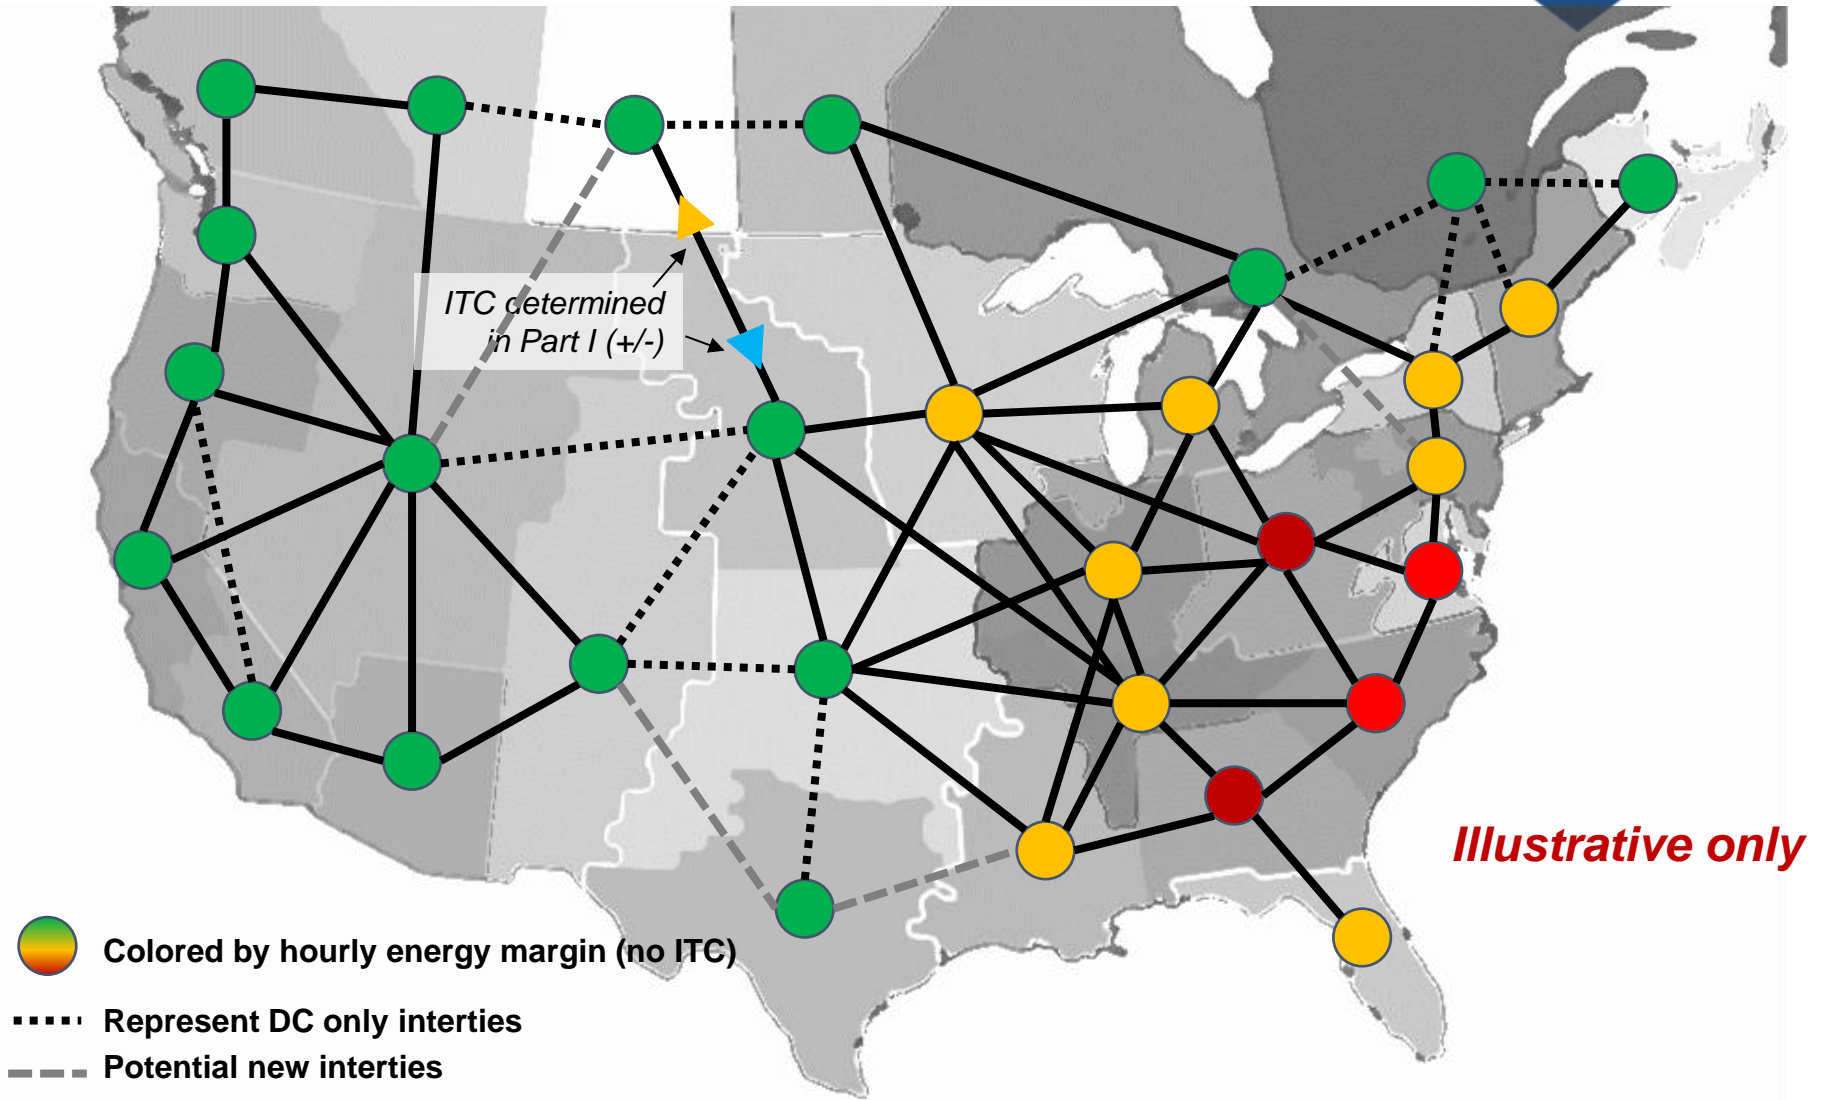 ITC determined
in Part I (+/-)
Illustrative only
Colored by hourly energy margin (no ITC)
Represent DC only interties
Potential new interties